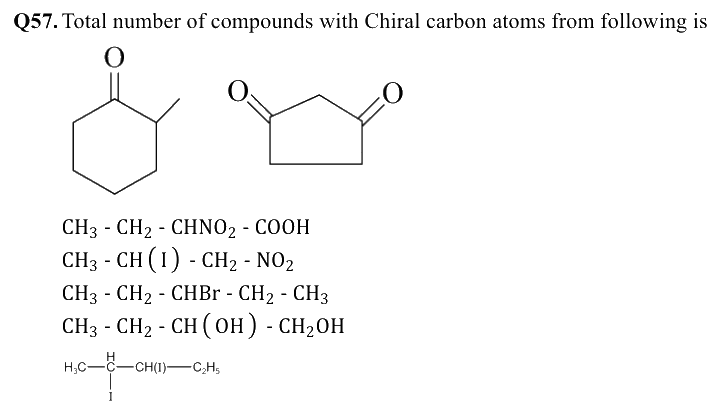 Q57. Total number of compounds with Chiral carbon atoms from following is
O
O O
CH₃ - CH₂ - CHNO₂ - COOH
CH₃ - CH(I) - CH₂ - NO₂
CH₃ - CH₂ - CHBr - CH₂ - CH₃
CH₃ - CH₂ - CH(OH) - CH₂OH
H
H₃C—C—CH(I)—C₂H₅
I